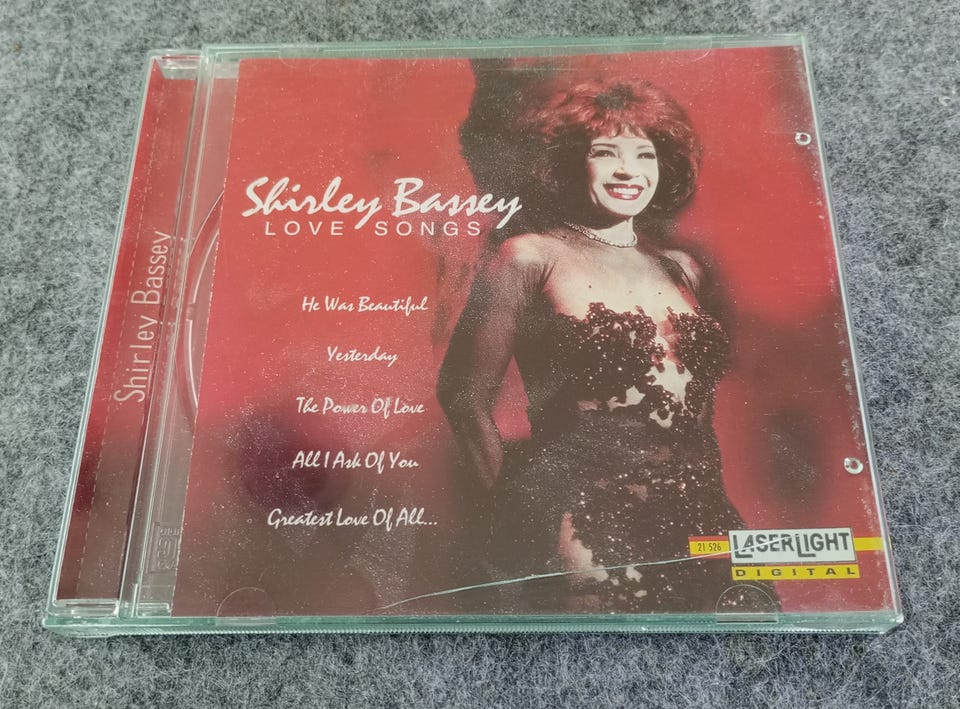 Shirley Bassey
Shirley Bassey
LOVE SONGS
He Was Beautiful
Yesterday
The Power Of Love
All I Ask Of You
Greatest Love Of All...
21 526
LASERLIGHT
DIGITAL